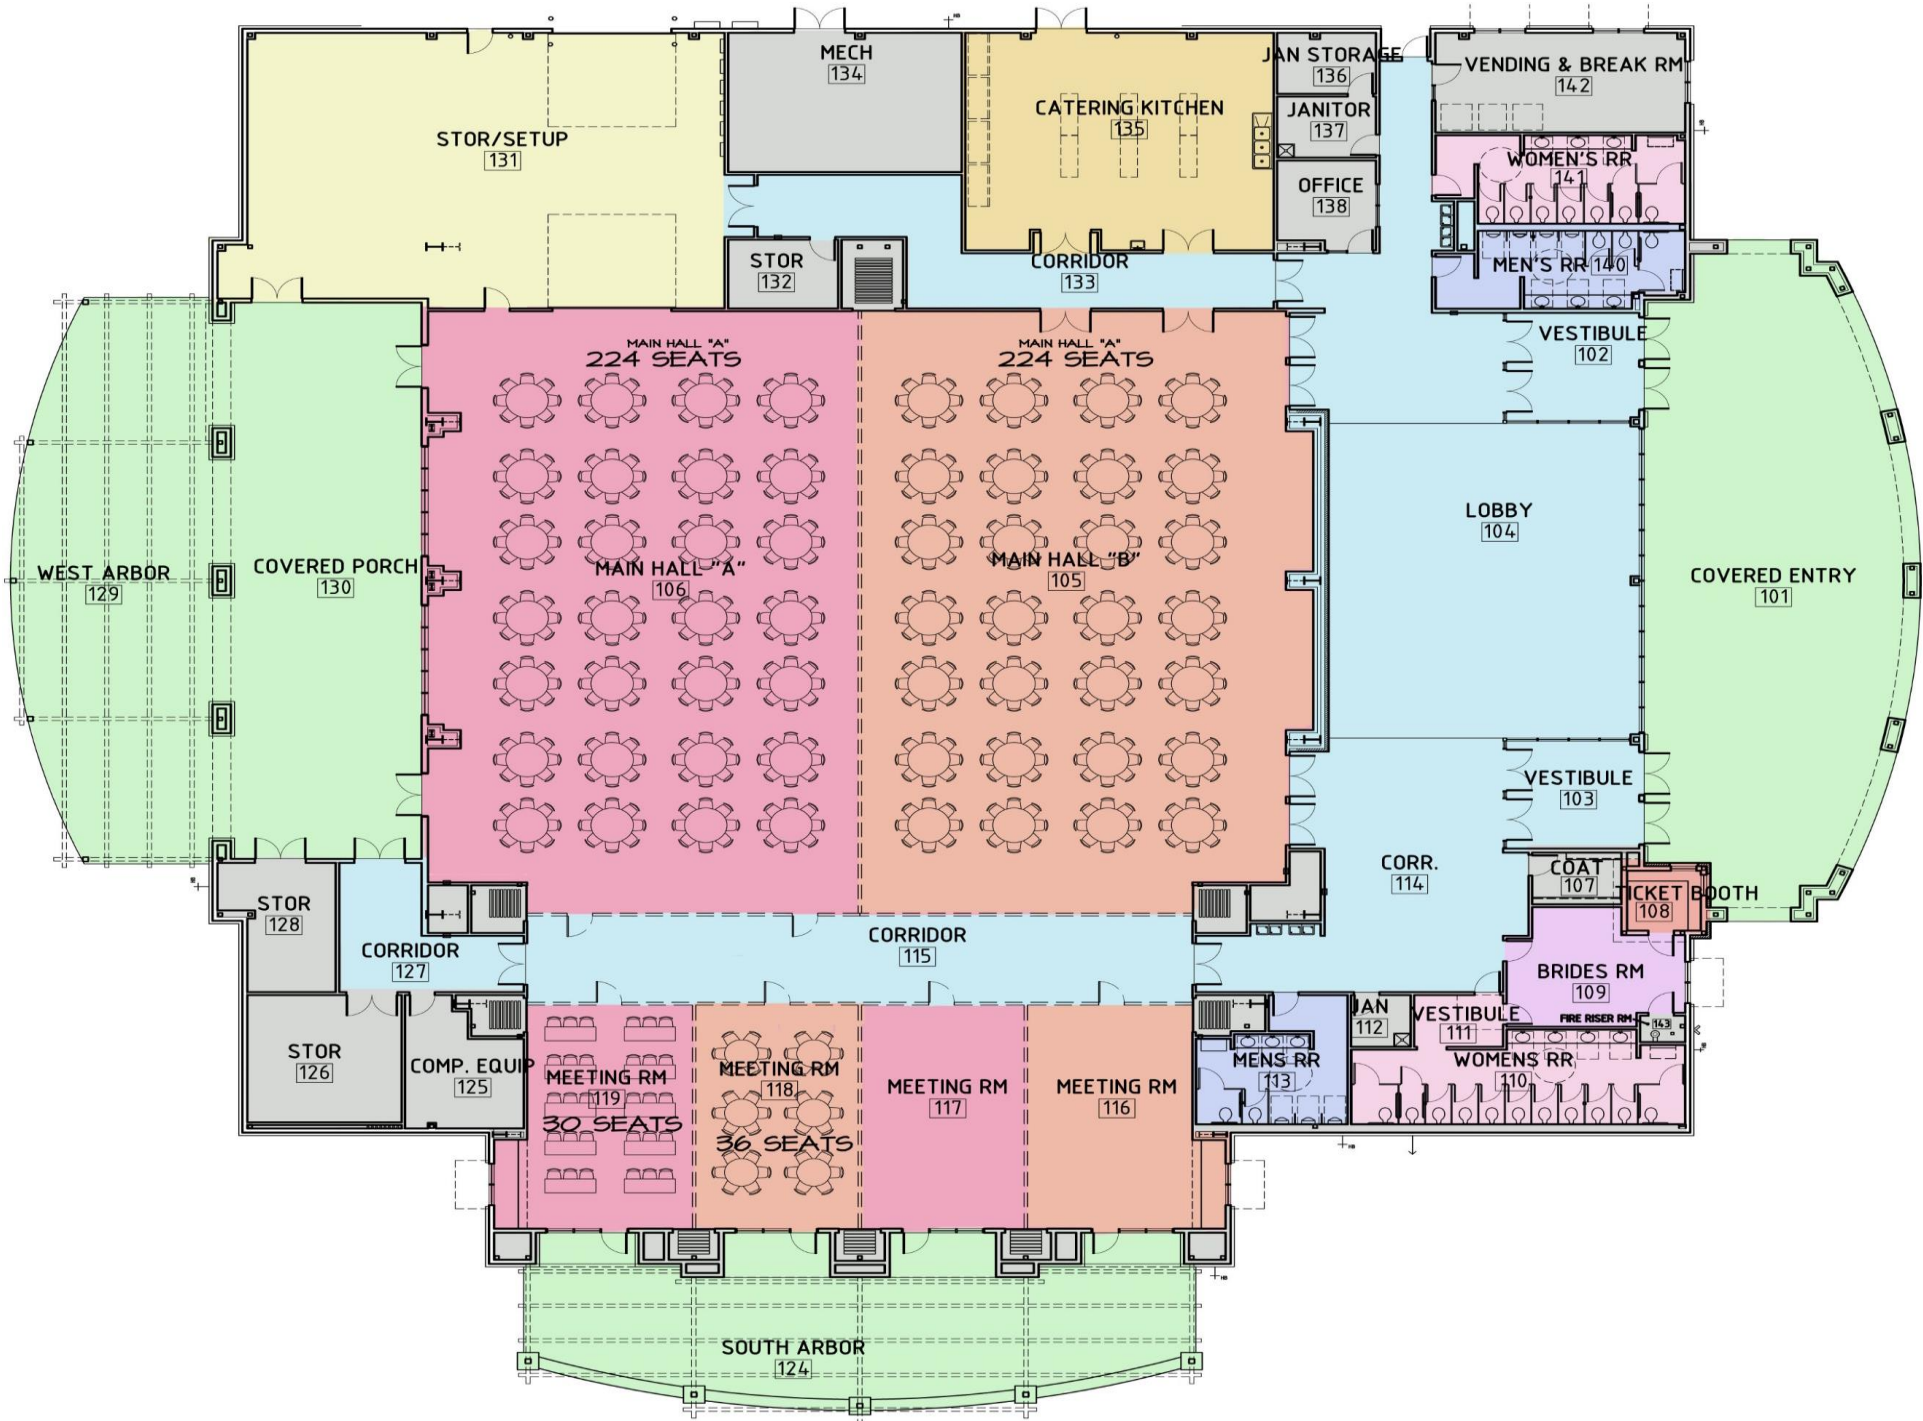 MECH
134
JAN STORAGE
136
VENDING & BREAK RM
142
CATERING KITCHEN
135
JANITOR
137
STOR/SETUP
131
WOMEN'S RR
141
OFFICE
138
STOR
132
CORRIDOR
133
MEN'S RR 140
VESTIBULE
102
MAIN HALL "A"
224 SEATS
MAIN HALL "A"
224 SEATS
LOBBY
104
WEST ARBOR
129
COVERED PORCH
130
MAIN HALL "A"
106
MAIN HALL "B"
105
COVERED ENTRY
101
VESTIBULE
103
CORR.
114
COAT
107
TICKET BOOTH
108
STOR
128
CORRIDOR
127
CORRIDOR
115
BRIDES RM
109
FIRE RISER RM
143
JAN
112
VESTIBULE
111
STOR
126
COMP. EQUIP
125
MEETING RM
119
30 SEATS
MEETING RM
118
36 SEATS
MEETING RM
117
MEETING RM
116
MENS RR
113
WOMENS RR
110
SOUTH ARBOR
124